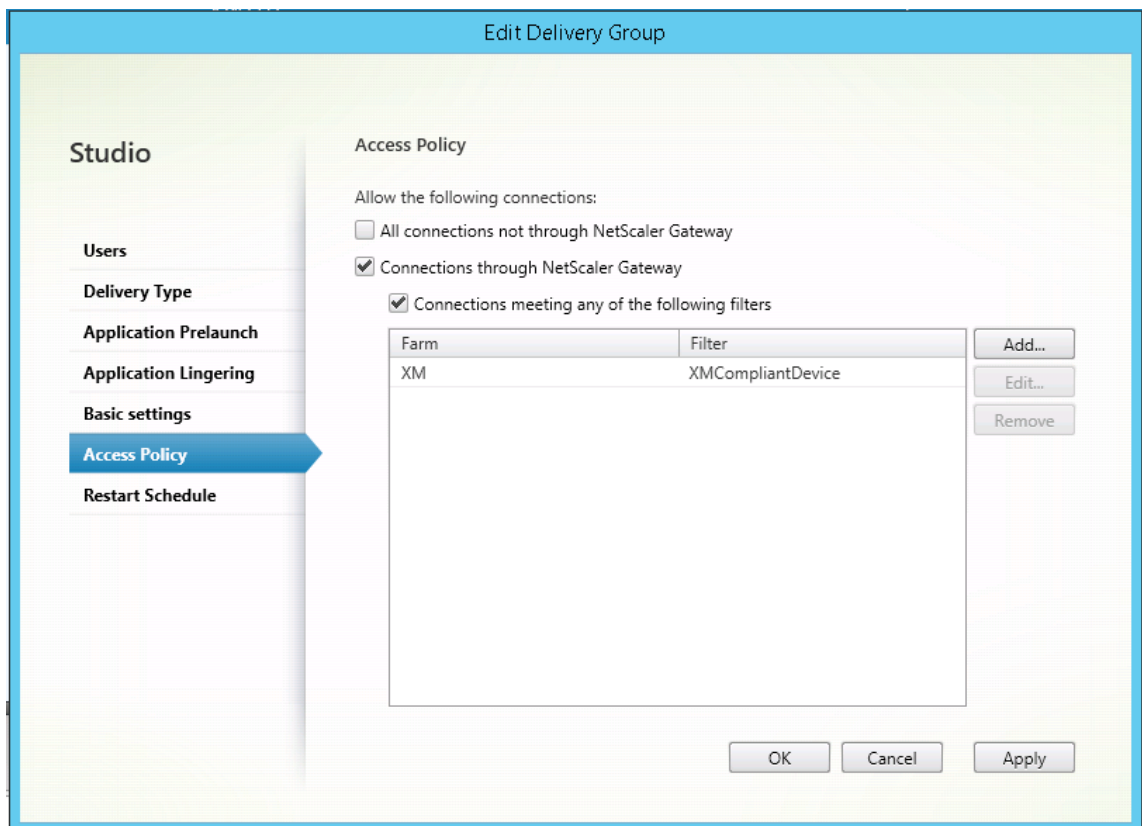 Edit Delivery Group
Studio
Users
Delivery Type
Application Prelaunch
Application Lingering
Basic settings
Access Policy
Restart Schedule
Access Policy
Allow the following connections:
All connections not through NetScaler Gateway
Connections through NetScaler Gateway
Connections meeting any of the following filters
Farm Filter
XM XMCompliantDevice
Add...
Edit...
Remove
OK Cancel Apply